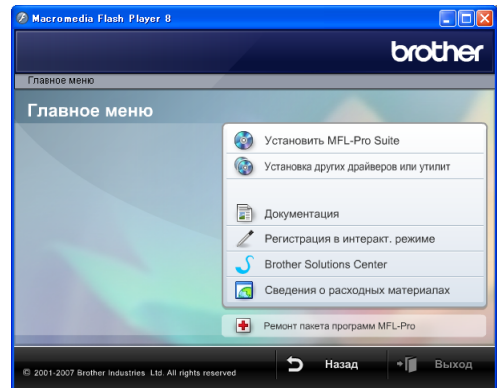 Macromedia Flash Player 8
brother
Главное меню
Главное меню
Установить MFL-Pro Suite
Установка других драйверов или утилит
Документация
Регистрация в интеракт. режиме
Brother Solutions Center
Сведения о расходных материалах
Ремонт пакета программ MFL-Pro
© 2001-2007 Brother Industries Ltd. All rights reserved
Назад
Выход